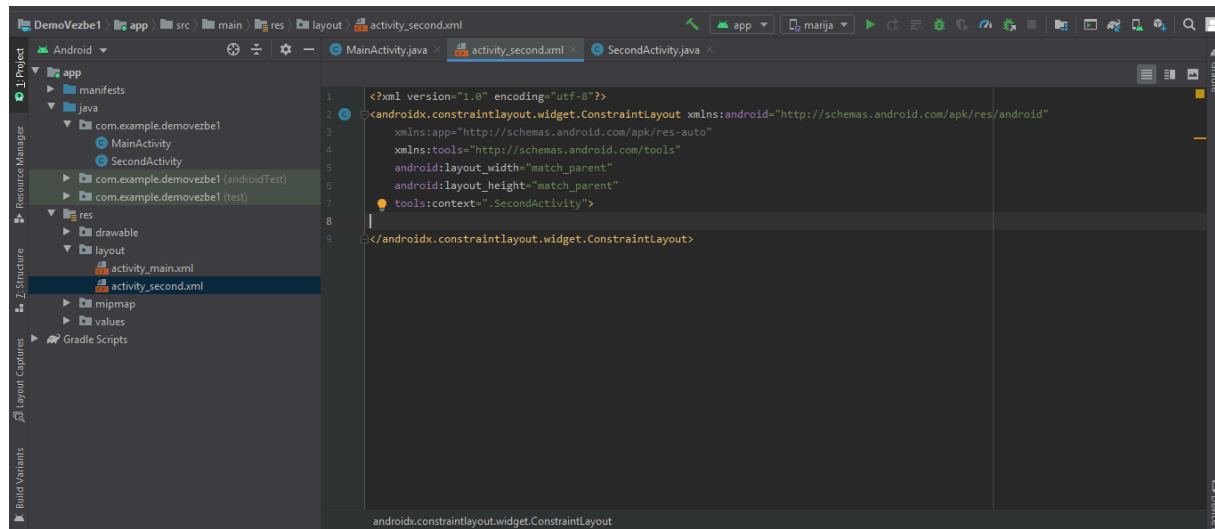 DemoVezbe1 app src main res layout activity_second.xml app marija
Android MainActivity.java activity_second.xml SecondActivity.java
1: Project
Resource Manager
7: Structure
Layout Captures
Build Variants
app
manifests
java
com.example.demovezbe1
MainActivity
SecondActivity
com.example.demovezbe1 (androidTest)
com.example.demovezbe1 (test)
res
drawable
layout
activity_main.xml
activity_second.xml
mipmap
values
Gradle Scripts
1 <?xml version="1.0" encoding="utf-8"?>
2 <androidx.constraintlayout.widget.ConstraintLayout xmlns:android="http://schemas.android.com/apk/res/android"
3 xmlns:app="http://schemas.android.com/apk/res-auto"
4 xmlns:tools="http://schemas.android.com/tools"
5 android:layout_width="match_parent"
6 android:layout_height="match_parent"
7 tools:context=".SecondActivity">
8
9 </androidx.constraintlayout.widget.ConstraintLayout>
androidx.constraintlayout.widget.ConstraintLayout
Gradle